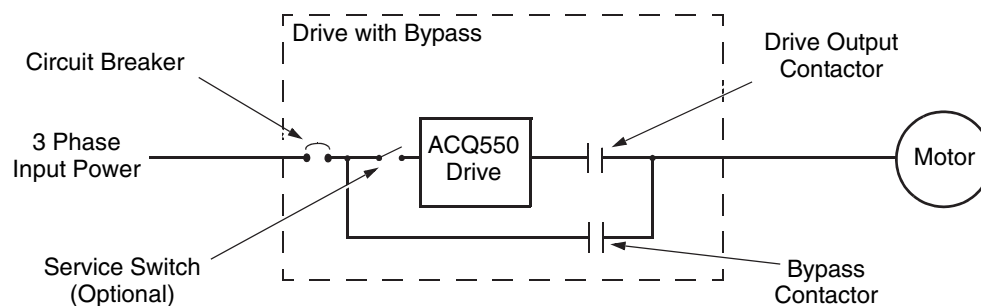 Drive with Bypass
Circuit Breaker
Drive Output
Contactor
3 Phase
Input Power
ACQ550
Drive
Motor
Service Switch
(Optional)
Bypass
Contactor